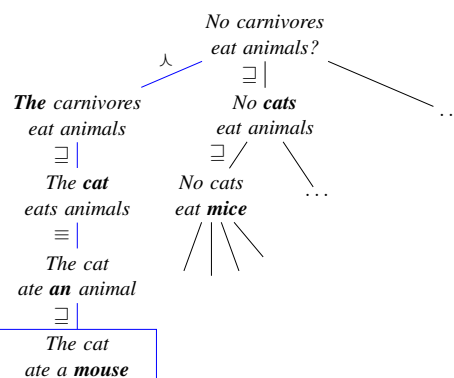 No carnivores
eat animals?
⋏
⊒
The carnivores
eat animals
No cats
eat animals
. .
⊒
⊒
The cat
eats animals
No cats
eat mice
. . .
≡
The cat
ate an animal
⊒
The cat
ate a mouse